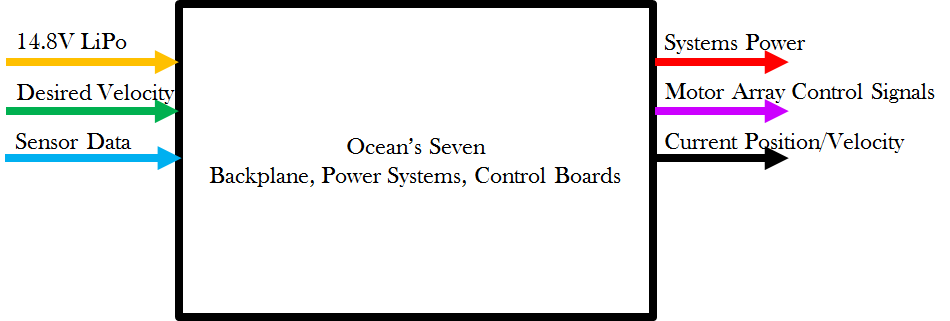 14.8V LiPo
Desired Velocity
Sensor Data
Ocean's Seven
Backplane, Power Systems, Control Boards
Systems Power
Motor Array Control Signals
Current Position/Velocity